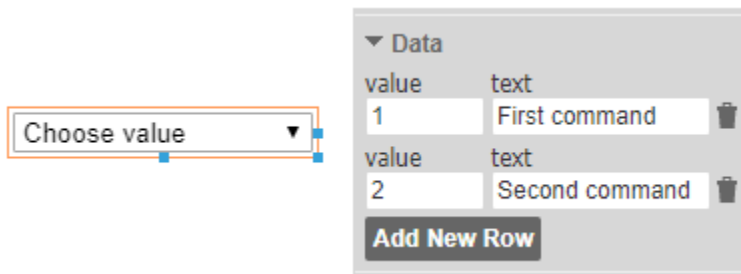 Data
value text
1 First command
Choose value
value text
2 Second command
Add New Row